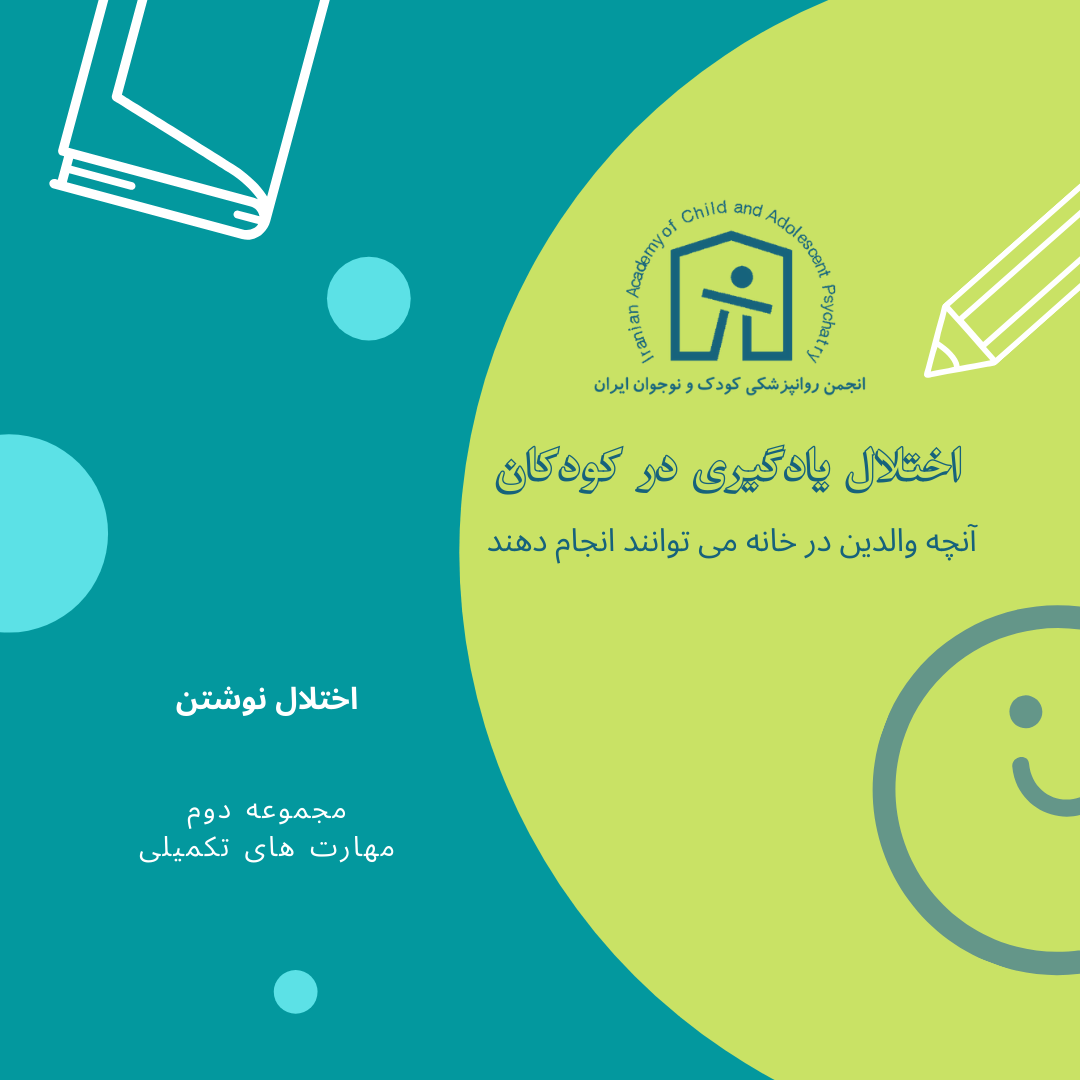 Iranian Academy of Child and Adolescent Psychatry
انجمن روانپزشکی کودک و نوجوان ایران
اختلال یادگیری در کودکان
آنچه والدین در خانه می توانند انجام دهند
اختلال نوشتن
مجموعه دوم
مهارت های تکمیلی